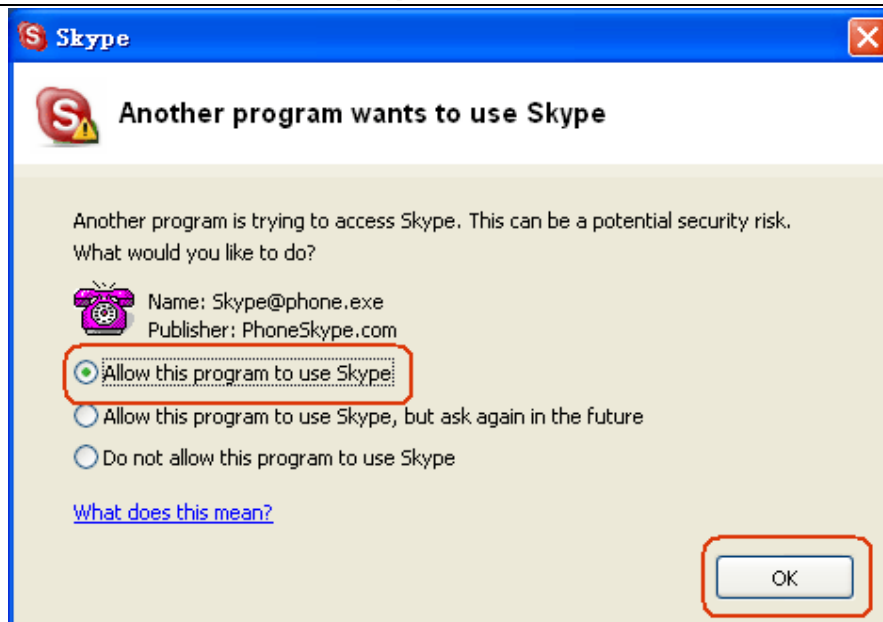 Skype
Another program wants to use Skype
Another program is trying to access Skype. This can be a potential security risk.
What would you like to do?
Name: Skype@phone.exe
Publisher: PhoneSkype.com
Allow this program to use Skype
Allow this program to use Skype, but ask again in the future
Do not allow this program to use Skype
What does this mean?
OK